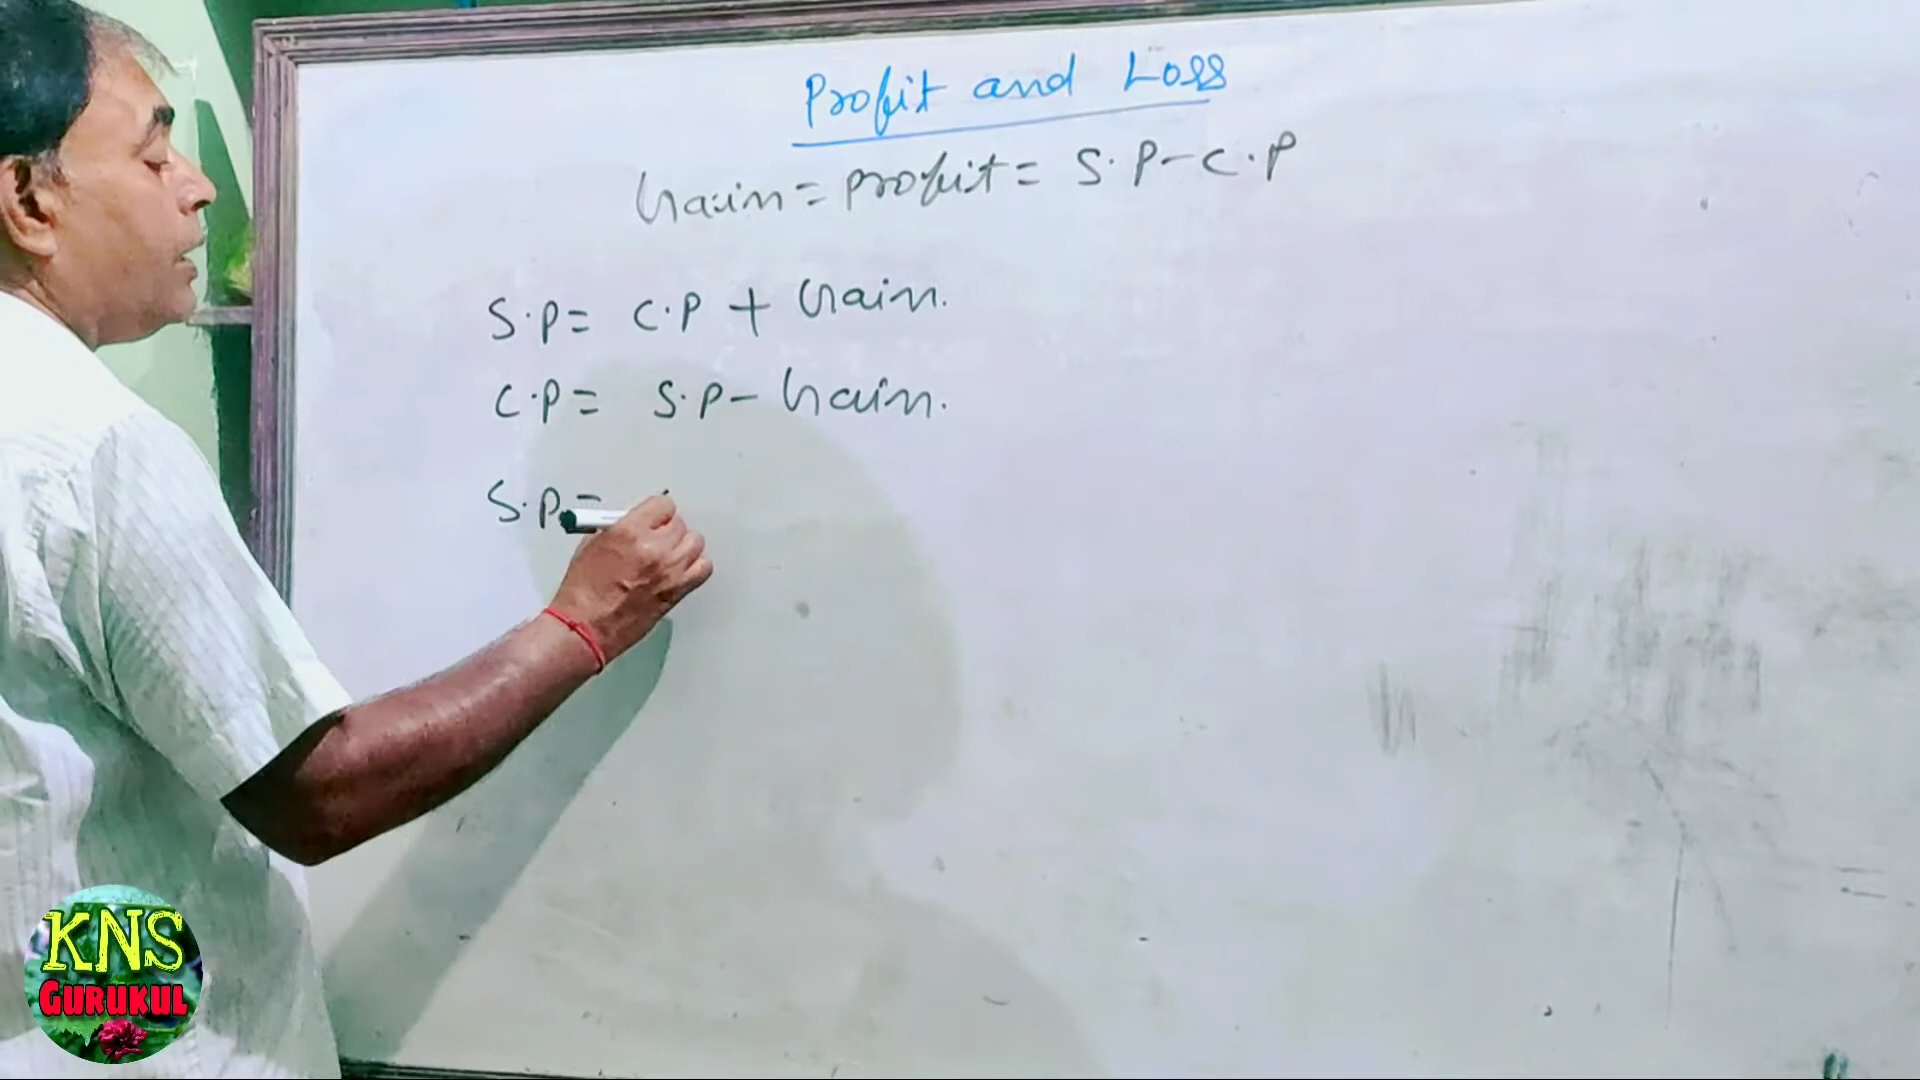 Profit and Loss
Gain = profit = S.P - C.P
S.P = C.P + Gain.
C.P = S.P - Gain.
S.P =
KNS
GURUKUL